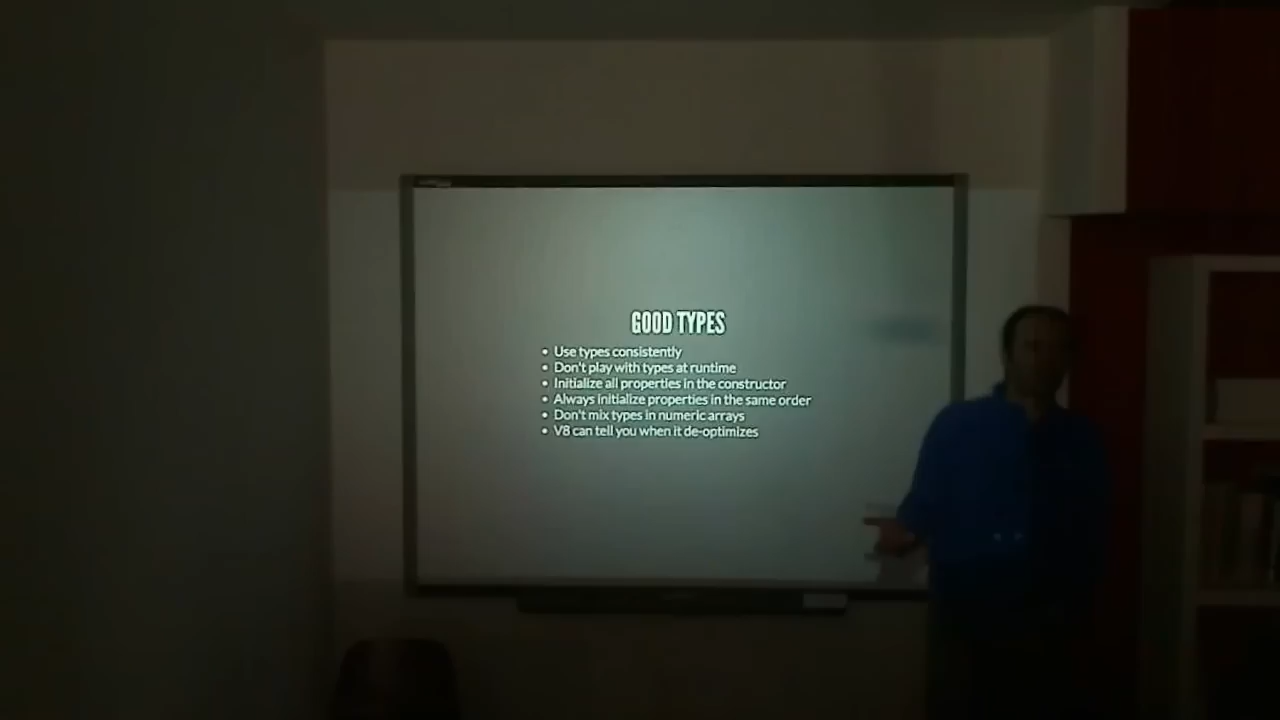 GOOD TYPES
• Use types consistently
• Don't play with types at runtime
• Initialize all properties in the constructor
• Always initialize properties in the same order
• Don't mix types in numeric arrays
• V8 can tell you when it de-optimizes